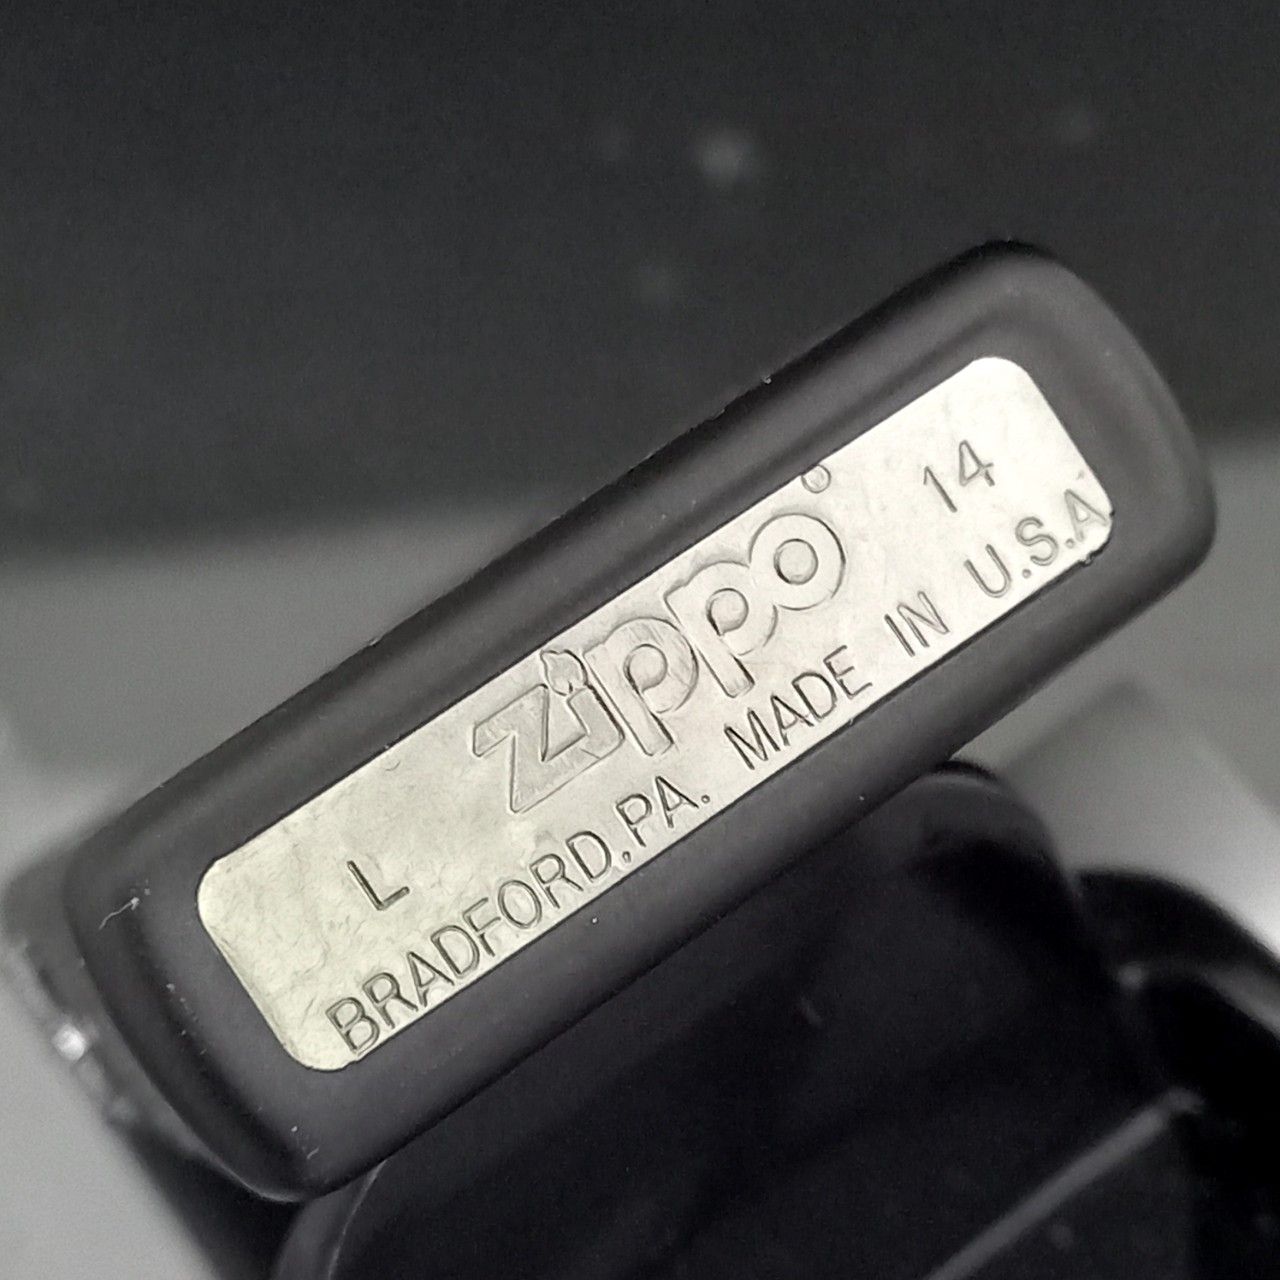 L zippo® 14
BRADFORD,PA. MADE IN U.S.A